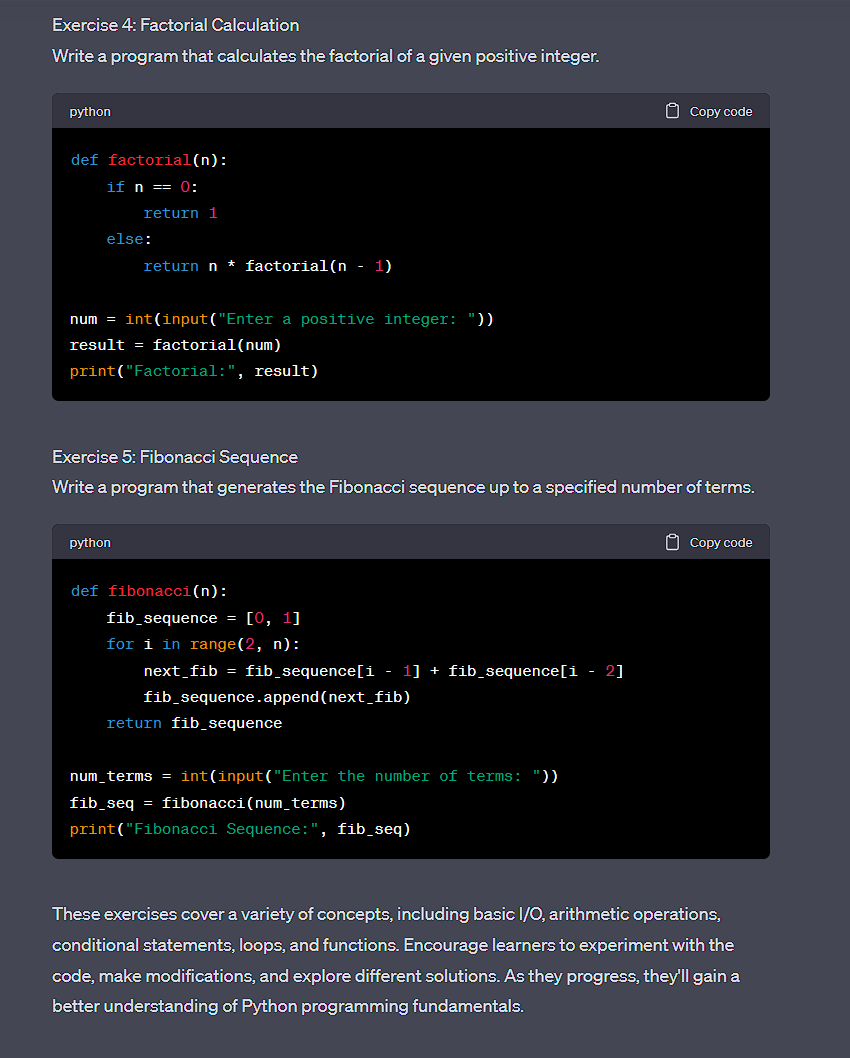 Exercise 4: Factorial Calculation
Write a program that calculates the factorial of a given positive integer.
python Copy code
def factorial(n):
    if n == 0:
        return 1
    else:
        return n * factorial(n - 1)

num = int(input("Enter a positive integer: "))
result = factorial(num)
print("Factorial:", result)
Exercise 5: Fibonacci Sequence
Write a program that generates the Fibonacci sequence up to a specified number of terms.
python Copy code
def fibonacci(n):
    fib_sequence = [0, 1]
    for i in range(2, n):
        next_fib = fib_sequence[i - 1] + fib_sequence[i - 2]
        fib_sequence.append(next_fib)
    return fib_sequence

num_terms = int(input("Enter the number of terms: "))
fib_seq = fibonacci(num_terms)
print("Fibonacci Sequence:", fib_seq)
These exercises cover a variety of concepts, including basic I/O, arithmetic operations,
conditional statements, loops, and functions. Encourage learners to experiment with the
code, make modifications, and explore different solutions. As they progress, they'll gain a
better understanding of Python programming fundamentals.